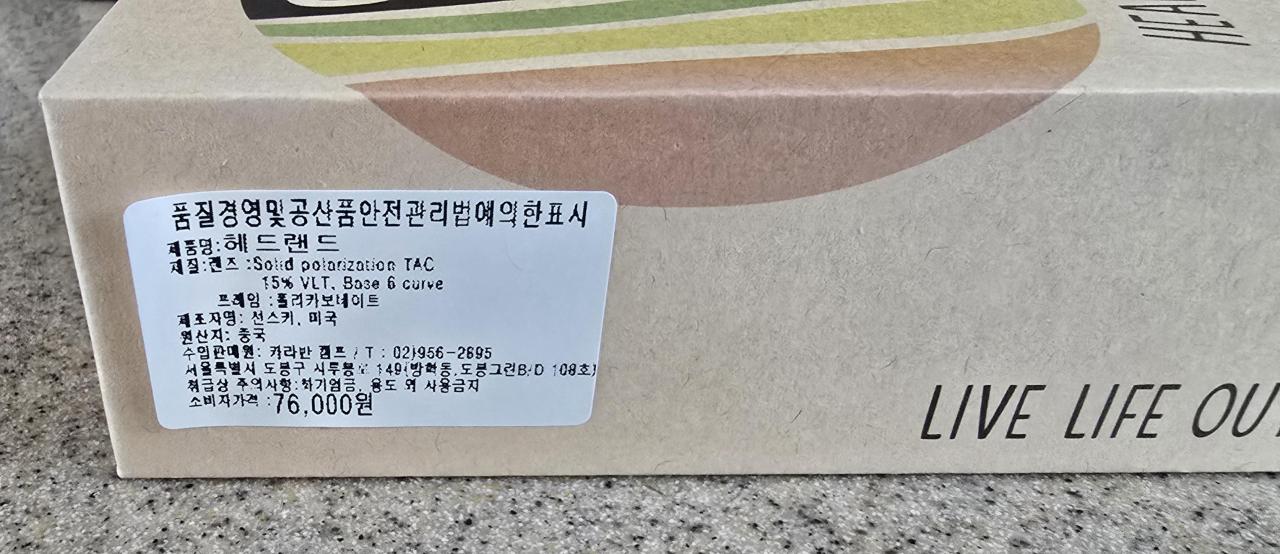 HEA
품질경영및공산품안전관리법에의한표시
제품명:헤드랜드
재질:렌즈 :Solid polarization TAC
15% VLT, Base 6 curve
프레임 :폴리카보네이트
제조자명: 선스키, 미국
원산지: 중국
수입판매원: 카라반 캠프 / T : 02)956-2695
서울특별시 도봉구 시루봉로 149(방학동,도봉그린B/D 108호)
취급상 주의사항:화기엄금, 용도 외 사용금지
소비자가격 :76,000원
LIVE LIFE OU